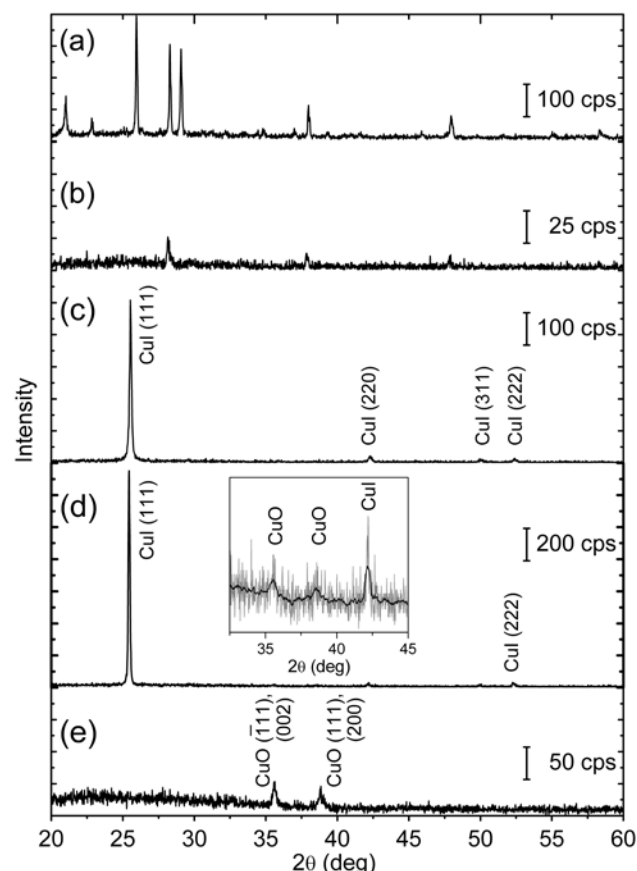 (a)
100 cps
(b)
25 cps
(c)
CuI (111)
100 cps
CuI (220)
CuI (311)
CuI (222)
Intensity
(d)
CuI (111)
CuO
CuO
CuI
35
40
45
2θ (deg)
200 cps
CuI (222)
(e)
CuO (1̅11),
(002)
CuO (111),
(200)
50 cps
20 25 30 35 40 45 50 55 60
2θ (deg)